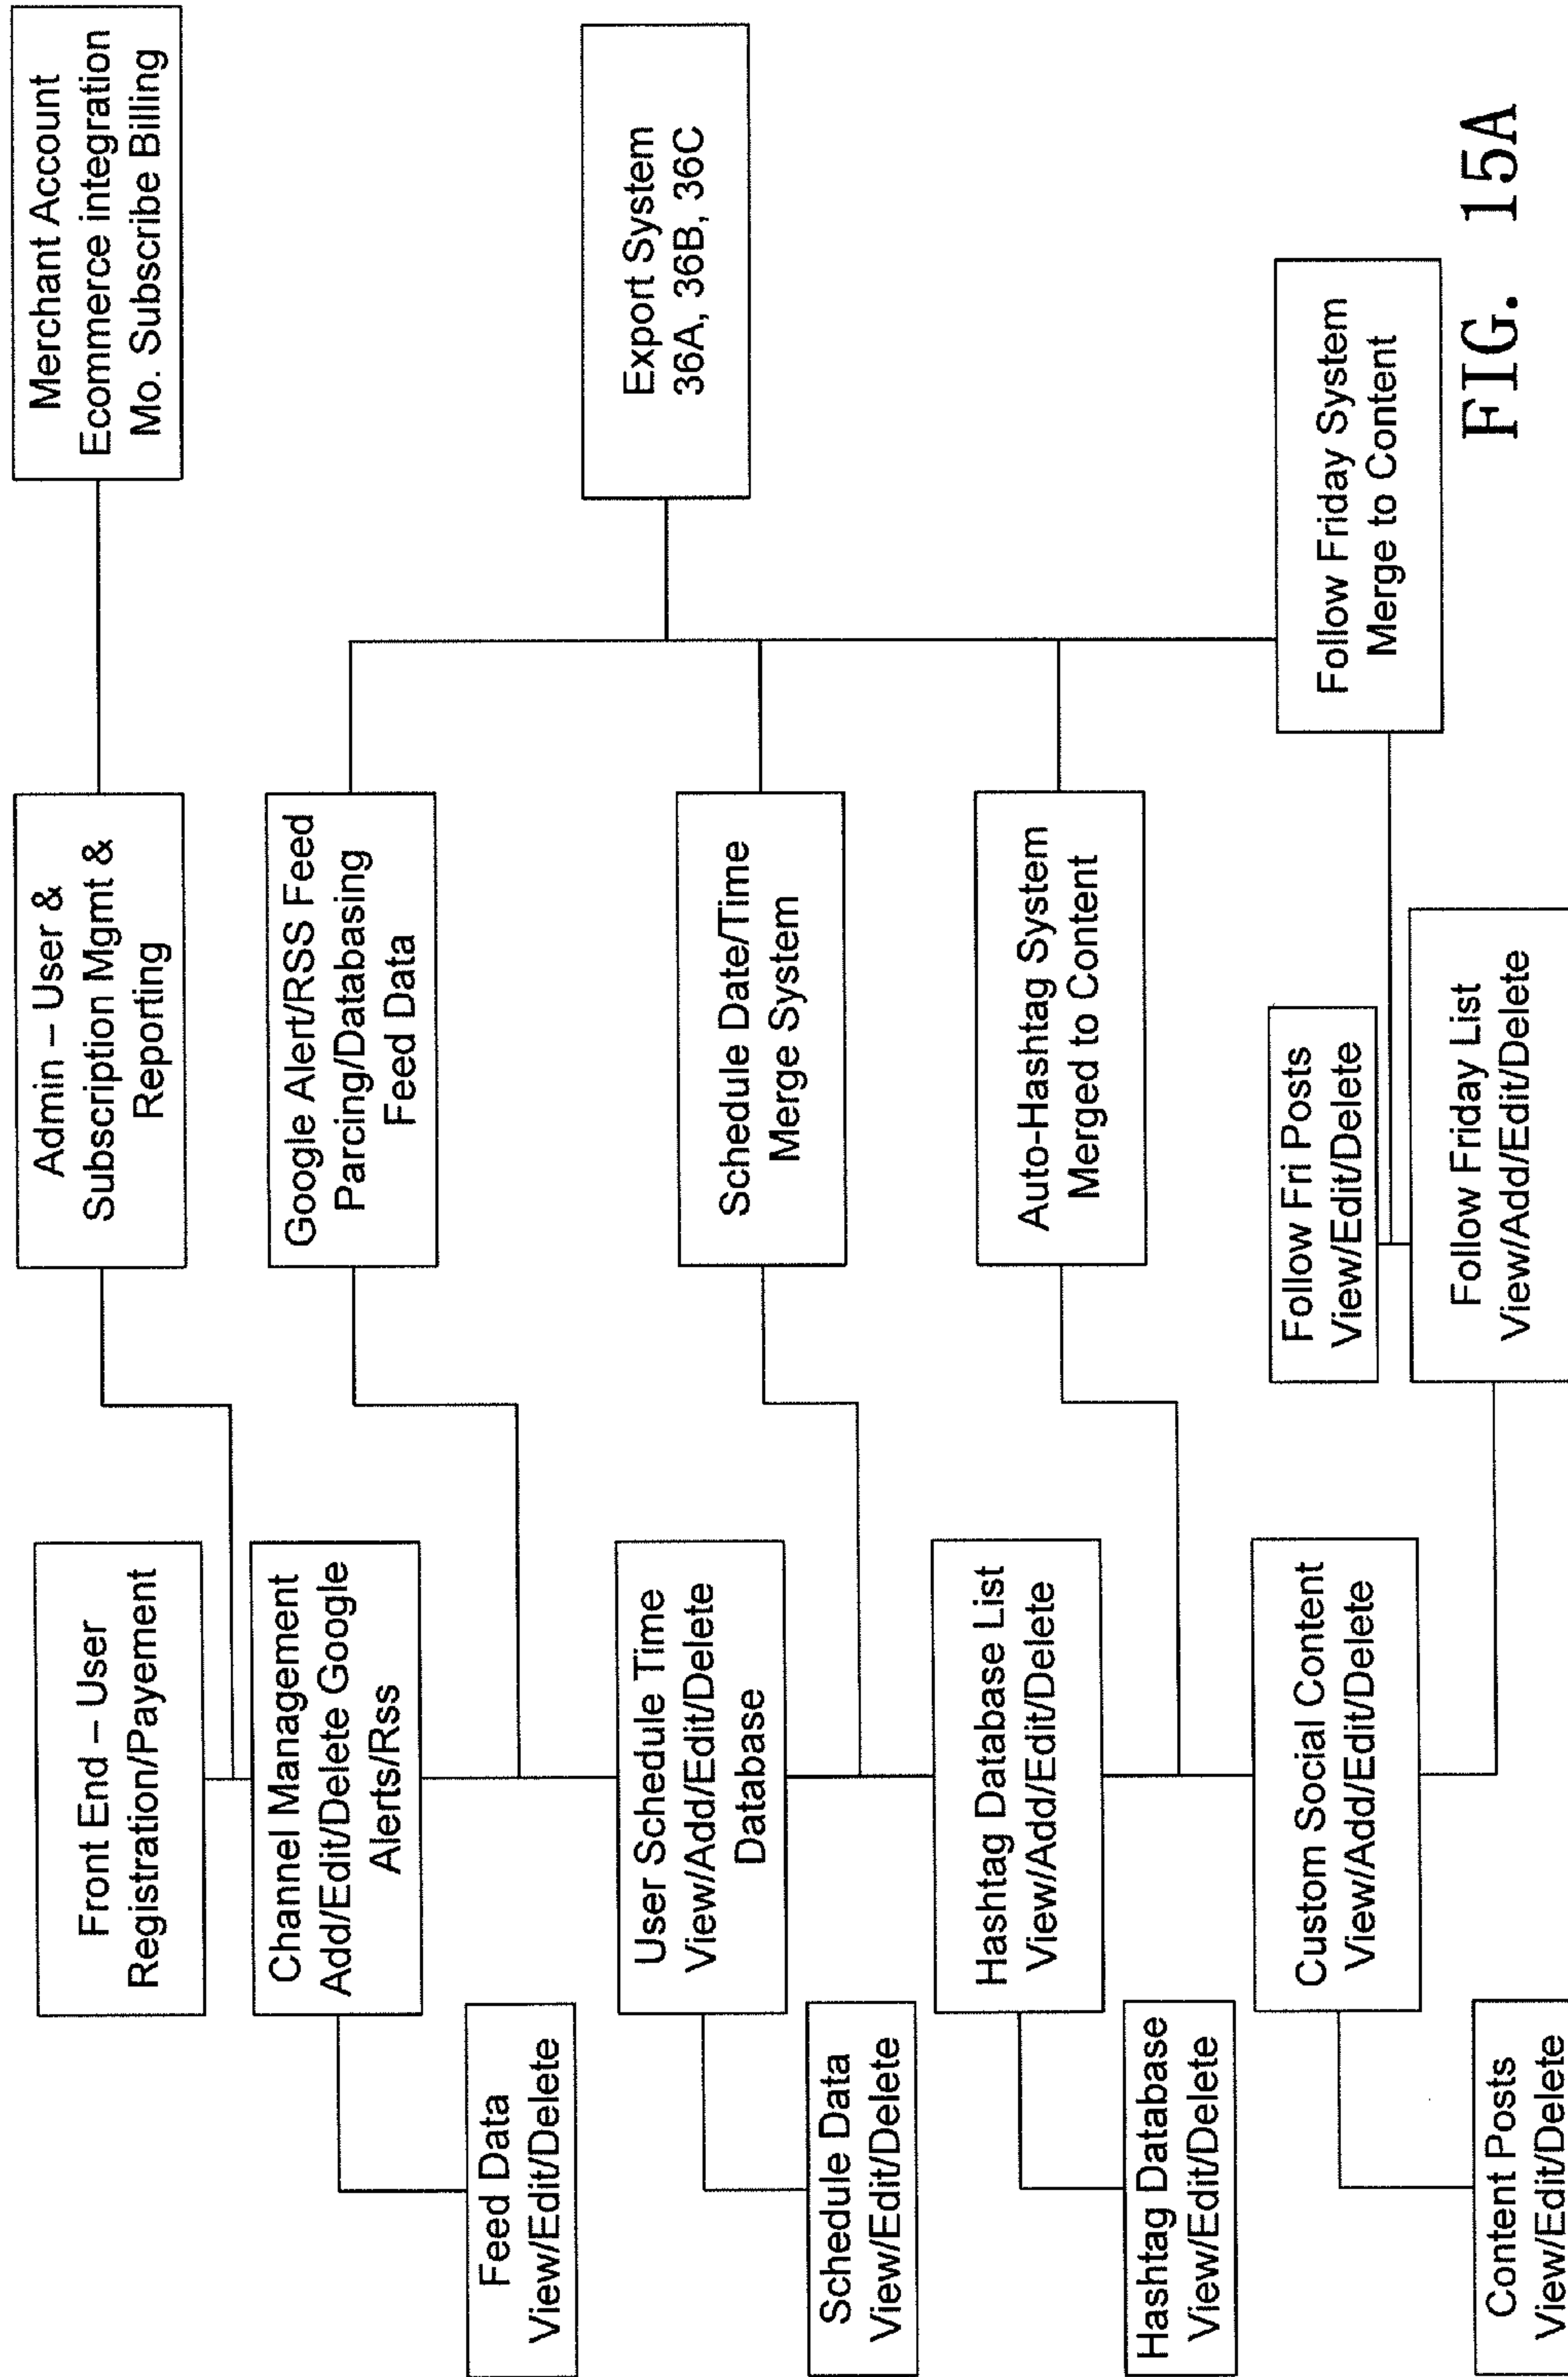 Front End – User
Registration/Payement
Admin – User &
Subscription Mgmt &
Reporting
Merchant Account
Ecommerce integration
Mo. Subscribe Billing
Channel Management
Add/Edit/Delete Google
Alerts/Rss
Google Alert/RSS Feed
Parcing/Databasing
Feed Data
Feed Data
View/Edit/Delete
Export System
36A, 36B, 36C
User Schedule Time
View/Add/Edit/Delete
Database
Schedule Date/Time
Merge System
Schedule Data
View/Edit/Delete
Hashtag Database List
View/Add/Edit/Delete
Auto-Hashtag System
Merged to Content
Hashtag Database
View/Edit/Delete
Custom Social Content
View/Add/Edit/Delete
Follow Fri Posts
View/Edit/Delete
Follow Friday System
Merge to Content
Follow Friday List
View/Add/Edit/Delete
Content Posts
View/Edit/Delete
FIG. 15A